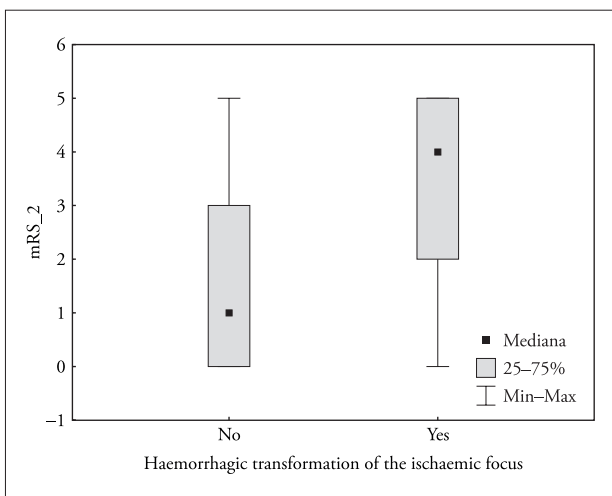 6
5
4
3
2
1
0
−1
mRS_2
Mediana
25–75%
Min–Max
No Yes
Haemorrhagic transformation of the ischaemic focus